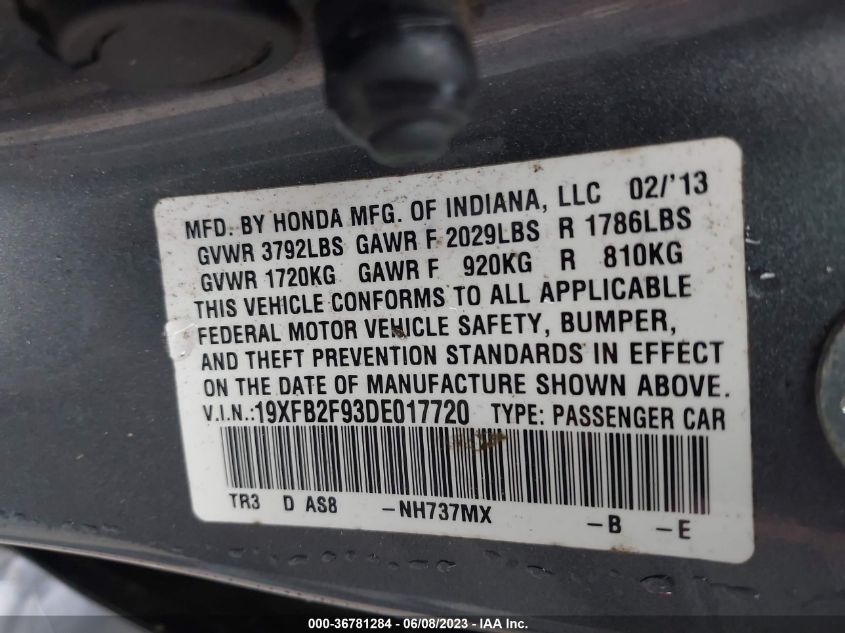 MFD. BY HONDA MFG. OF INDIANA, LLC 02/'13
GVWR 3792LBS GAWR F 2029LBS R 1786LBS
GVWR 1720KG GAWR F 920KG R 810KG
THIS VEHICLE CONFORMS TO ALL APPLICABLE
FEDERAL MOTOR VEHICLE SAFETY, BUMPER,
AND THEFT PREVENTION STANDARDS IN EFFECT
ON THE DATE OF MANUFACTURE SHOWN ABOVE.
V.I.N.:19XFB2F93DE017720 TYPE: PASSENGER CAR
TR3 D AS8 -NH737MX -B -E
000-36781284 - 06/08/2023 - IAA Inc.